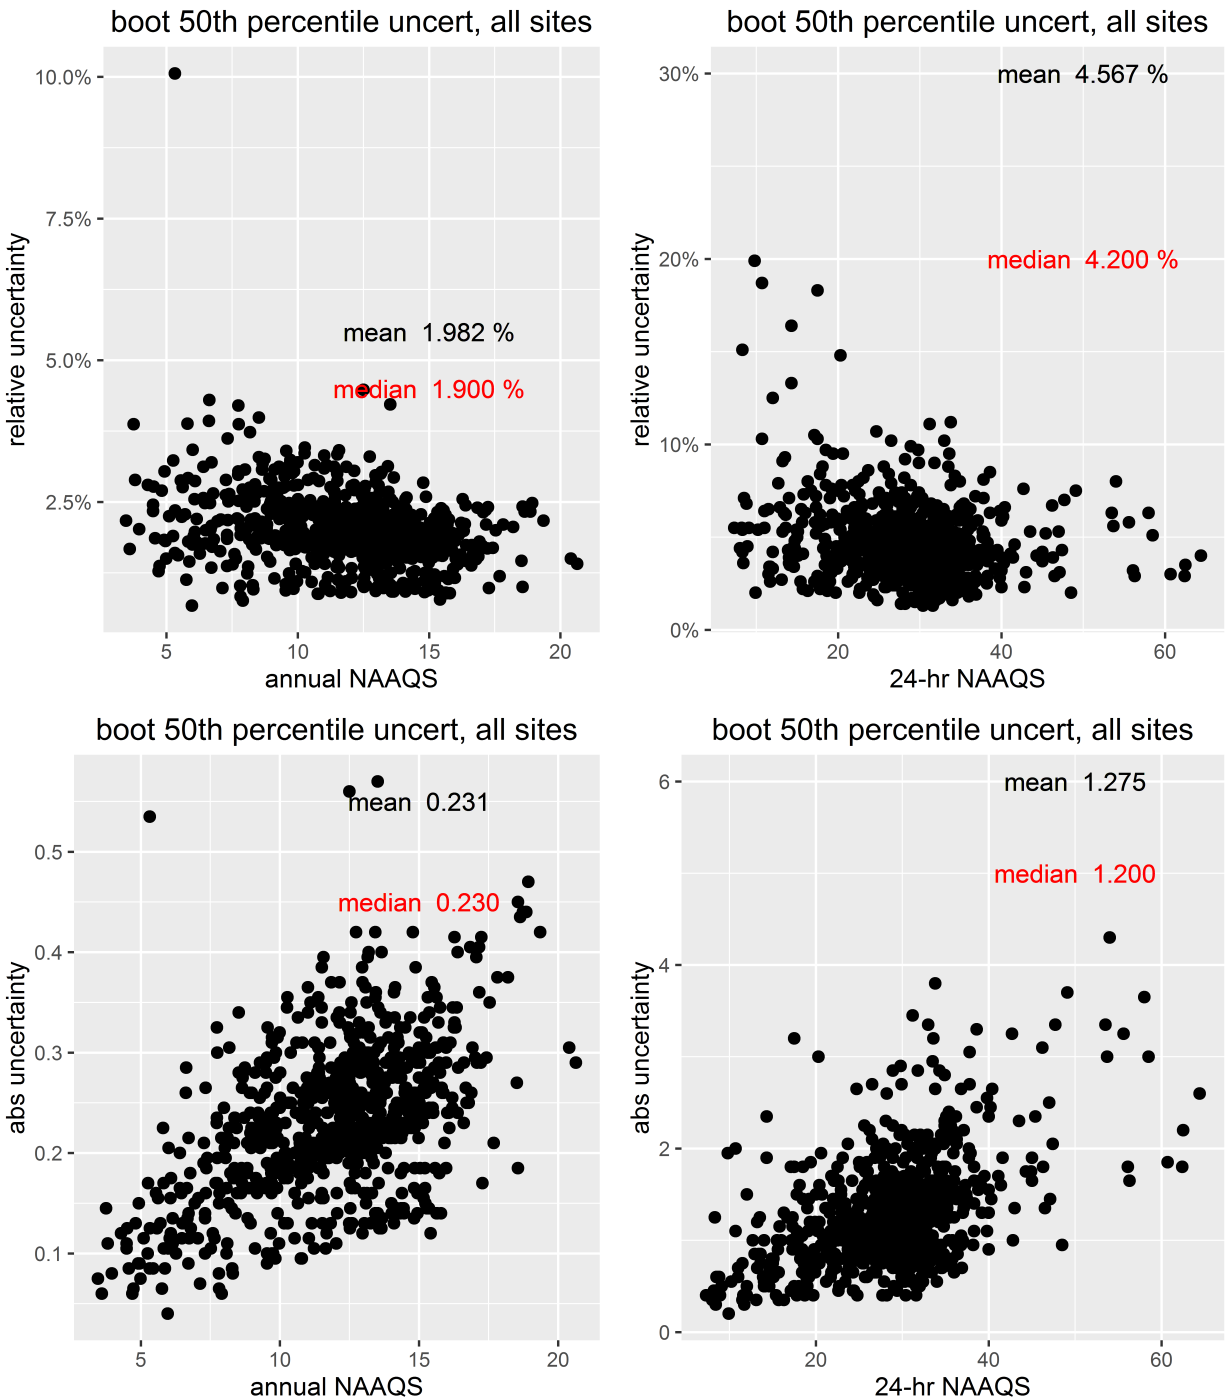 boot 50th percentile uncert, all sites
10.0%
7.5%
5.0%
2.5%
relative uncertainty
mean 1.982 %
median 1.900 %
5 10 15 20
annual NAAQS
boot 50th percentile uncert, all sites
30%
20%
10%
0%
relative uncertainty
mean 4.567 %
median 4.200 %
20 40 60
24-hr NAAQS
boot 50th percentile uncert, all sites
0.5
0.4
0.3
0.2
0.1
abs uncertainty
mean 0.231
median 0.230
5 10 15 20
annual NAAQS
boot 50th percentile uncert, all sites
6
4
2
0
abs uncertainty
mean 1.275
median 1.200
20 40 60
24-hr NAAQS